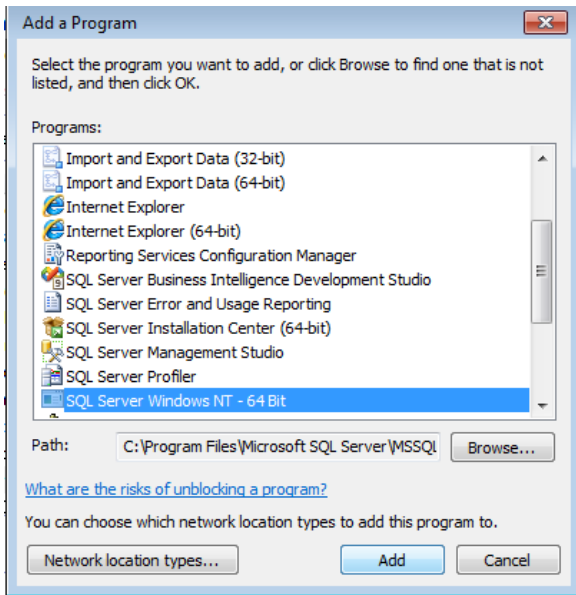 Add a Program
Select the program you want to add, or click Browse to find one that is not
listed, and then click OK.
Programs:
Import and Export Data (32-bit)
Import and Export Data (64-bit)
Internet Explorer
Internet Explorer (64-bit)
Reporting Services Configuration Manager
SQL Server Business Intelligence Development Studio
SQL Server Error and Usage Reporting
SQL Server Installation Center (64-bit)
SQL Server Management Studio
SQL Server Profiler
SQL Server Windows NT - 64 Bit
Path: C:\Program Files\Microsoft SQL Server\MSSQL Browse...
What are the risks of unblocking a program?
You can choose which network location types to add this program to.
Network location types... Add Cancel